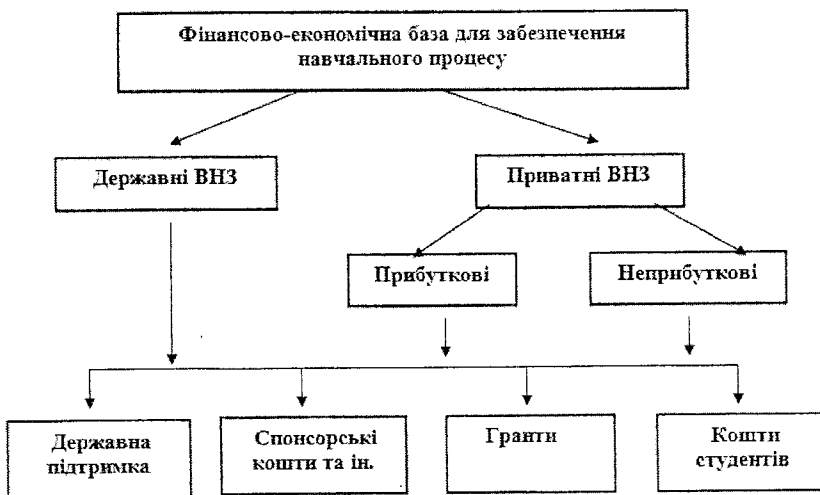 Фінансово-економічна база для забезпечення
навчального процесу
Державні ВНЗ
Приватні ВНЗ
Прибуткові
Неприбуткові
Державна
підтримка
Спонсорські
кошти та ін.
Гранти
Кошти
студентів